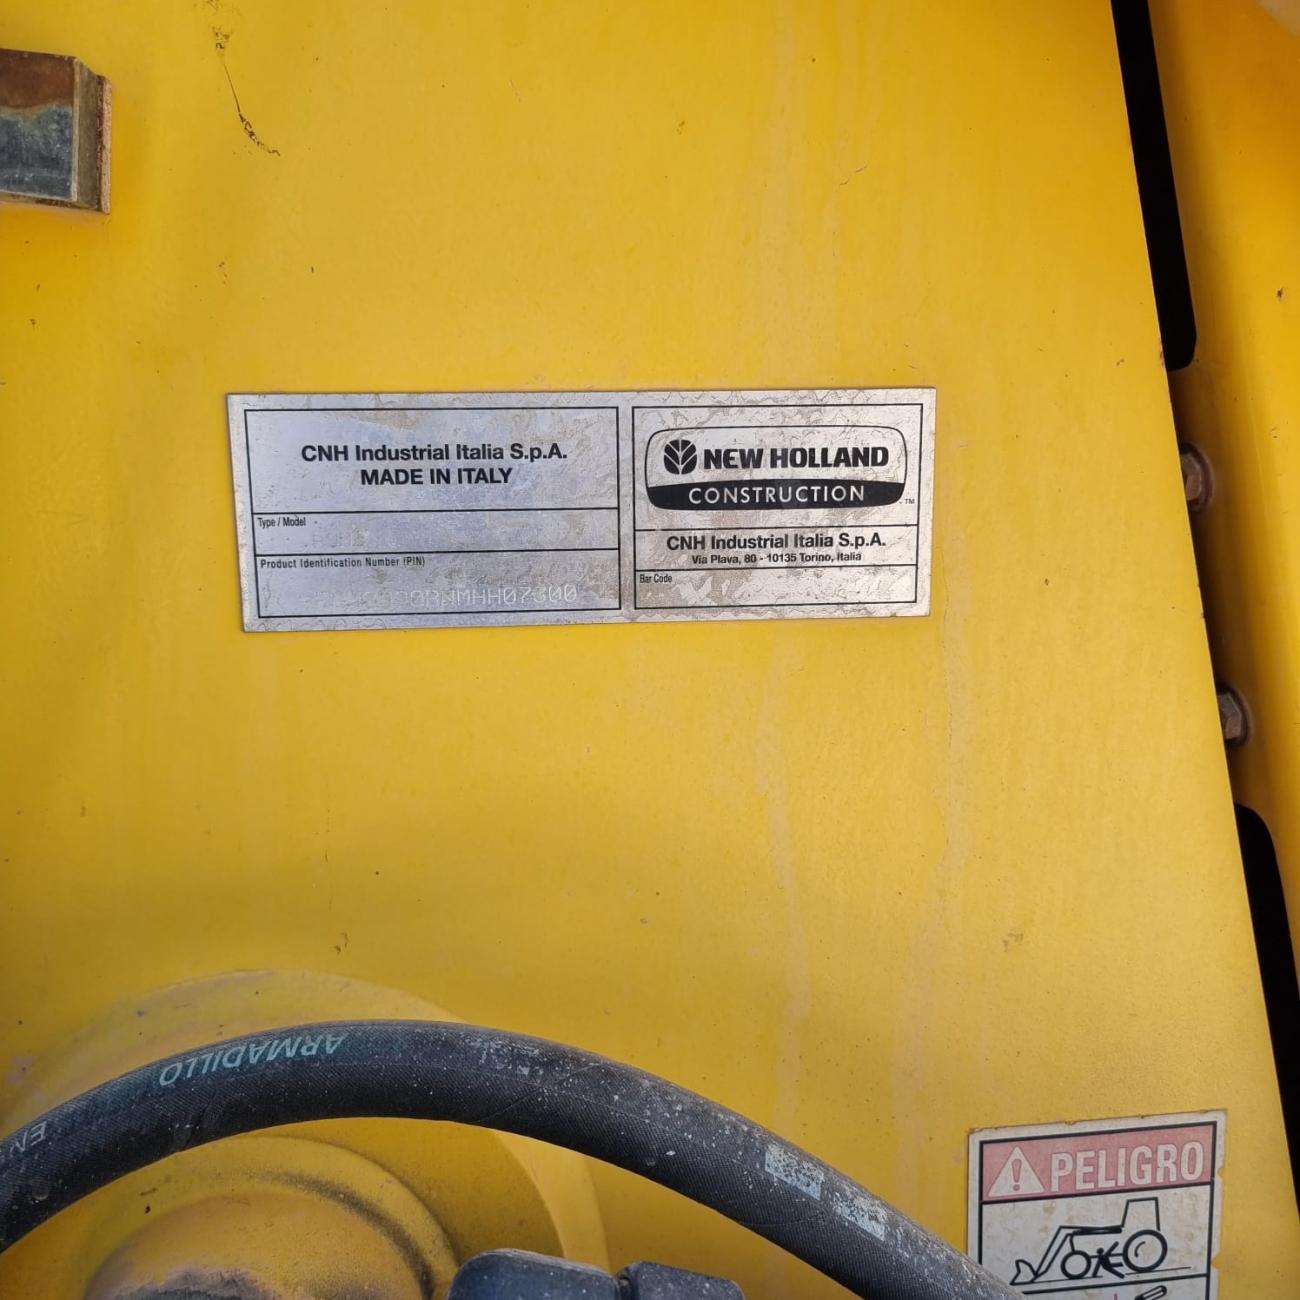 CNH Industrial Italia S.p.A.
MADE IN ITALY
Type / Model
Product Identification Number (PIN)
NEW HOLLAND
CONSTRUCTION
TM
CNH Industrial Italia S.p.A.
Via Plava, 80 - 10135 Torino, Italia
Bar Code
ARMADILLO
EN
PELIGRO